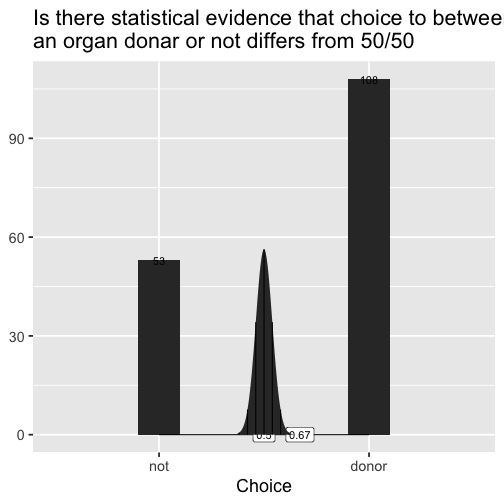 Is there statistical evidence that choice to betwee
an organ donar or not differs from 50/50
108
90
60
53
30
0
0.5
0.67
not
donor
Choice